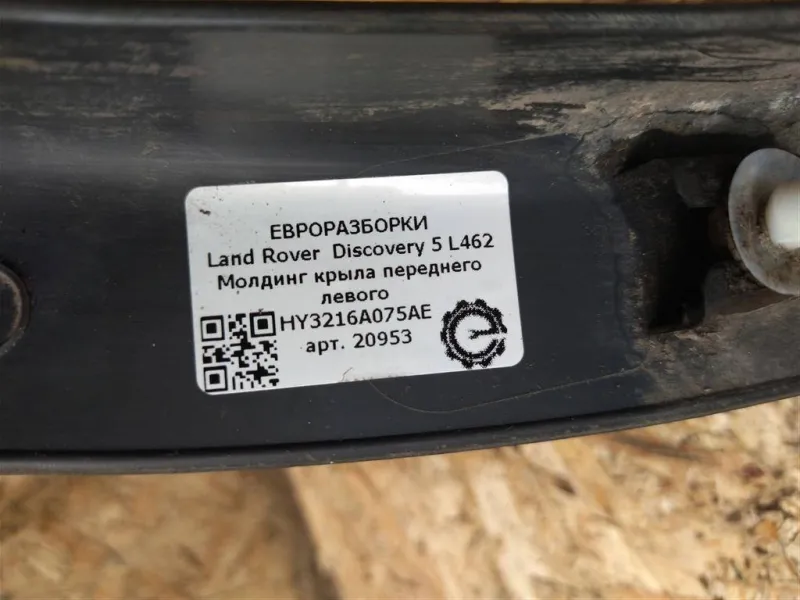 ЕВРОРАЗБОРКИ
Land Rover Discovery 5 L462
Молдинг крыла переднего
левого
HY3216A075AE
арт. 20953